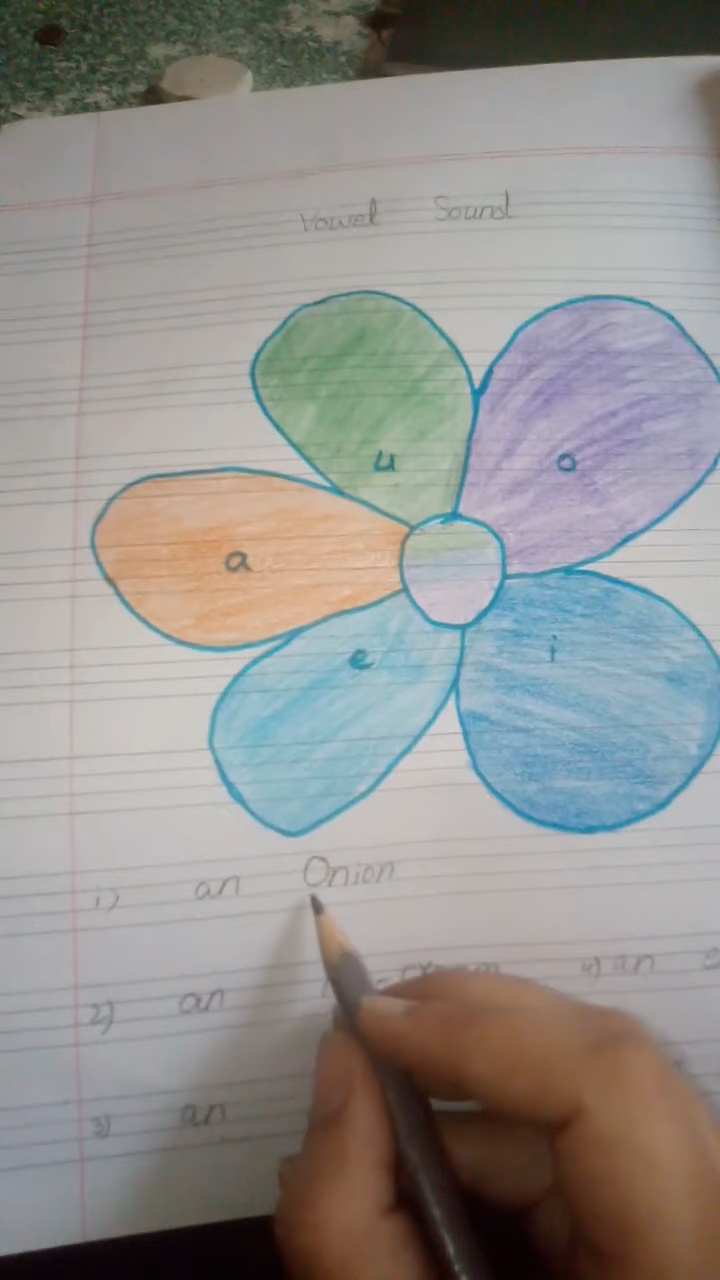 Vowel Sound
u o
a
e i
1) an Onion
2) an 4) an
3) an